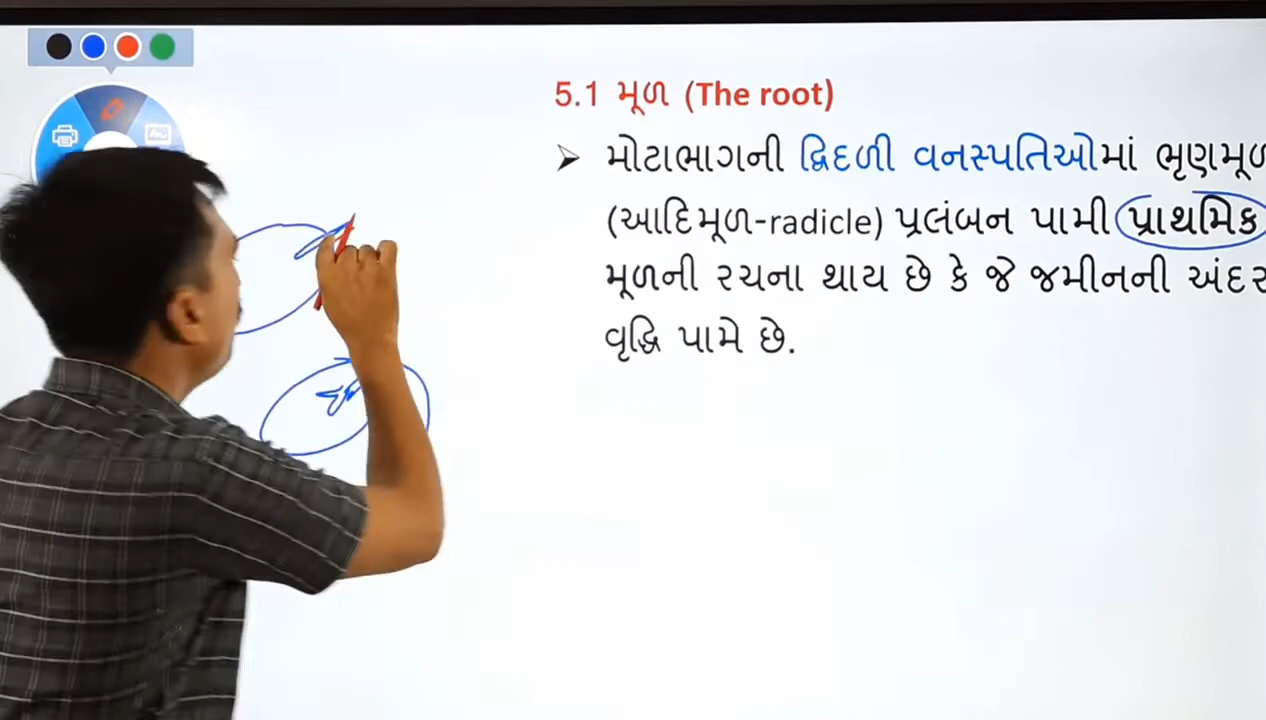 5.1 મૂળ (The root)
➢ મોટાભાગની દ્વિદળી વનસ્પતિઓમાં ભૃણમૂળ
(આદિમૂળ-radicle) પ્રલંબન પામી પ્રાથમિક
મૂળની રચના થાય છે કે જે જમીનની અંદર
વૃદ્ધિ પામે છે.